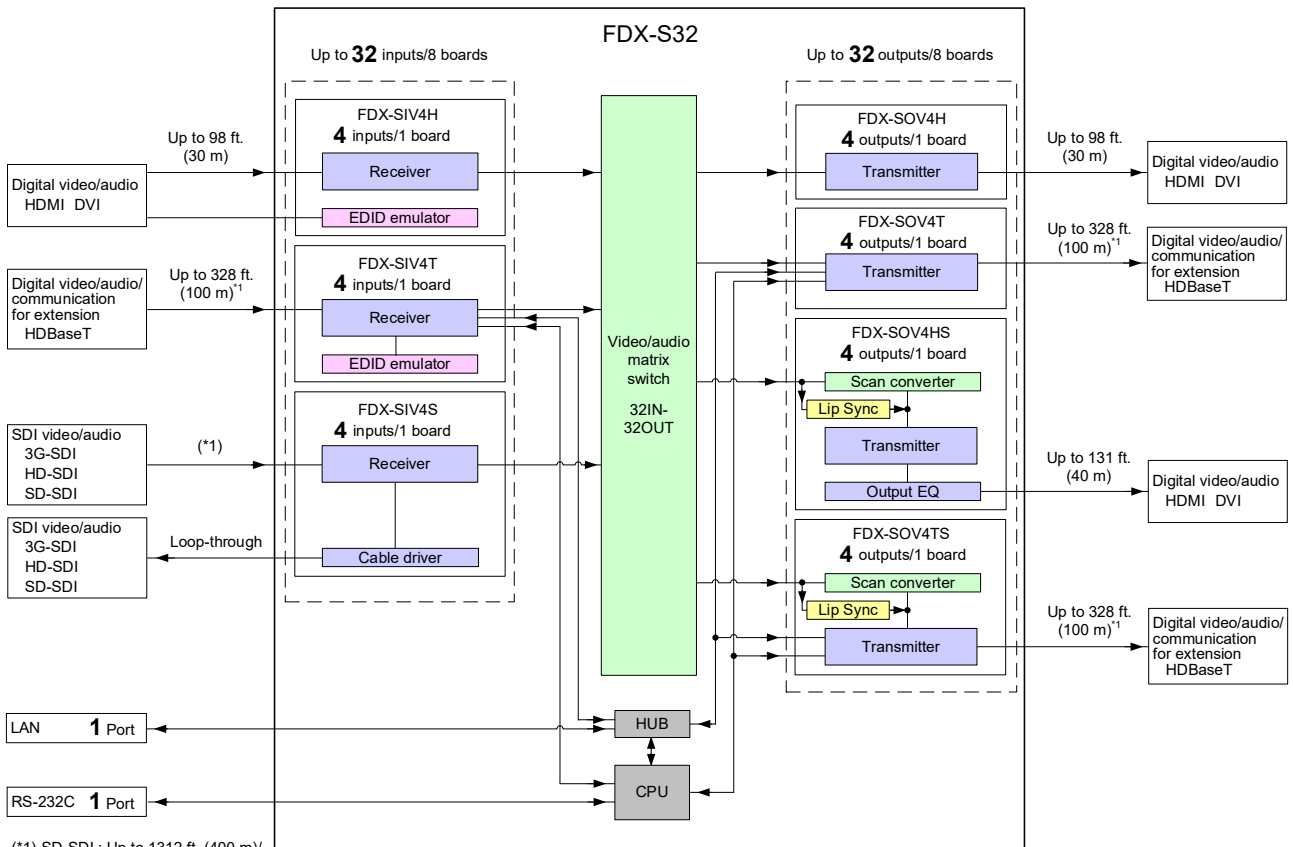 FDX-S32
Up to 32 inputs/8 boards
Up to 32 outputs/8 boards
Digital video/audio
HDMI DVI
Up to 98 ft.
(30 m)
FDX-SIV4H
4 inputs/1 board
Receiver
EDID emulator
Digital video/audio/
communication
for extension
HDBaseT
Up to 328 ft.
(100 m)*1
FDX-SIV4T
4 inputs/1 board
Receiver
EDID emulator
SDI video/audio
3G-SDI
HD-SDI
SD-SDI
(*1)
FDX-SIV4S
4 inputs/1 board
Receiver
SDI video/audio
3G-SDI
HD-SDI
SD-SDI
Loop-through
Cable driver
Video/audio
matrix
switch
32IN-
32OUT
FDX-SOV4H
4 outputs/1 board
Transmitter
Up to 98 ft.
(30 m)
Digital video/audio
HDMI DVI
FDX-SOV4T
4 outputs/1 board
Transmitter
Up to 328 ft.
(100 m)*1
Digital video/audio/
communication
for extension
HDBaseT
FDX-SOV4HS
4 outputs/1 board
Scan converter
Lip Sync
Transmitter
Output EQ
Up to 131 ft.
(40 m)
Digital video/audio
HDMI DVI
FDX-SOV4TS
4 outputs/1 board
Scan converter
Lip Sync
Transmitter
Up to 328 ft.
(100 m)*1
Digital video/audio/
communication
for extension
HDBaseT
LAN 1 Port
HUB
RS-232C 1 Port
CPU
(*1) SD-SDI : Up to 1312 ft. (400 m)/